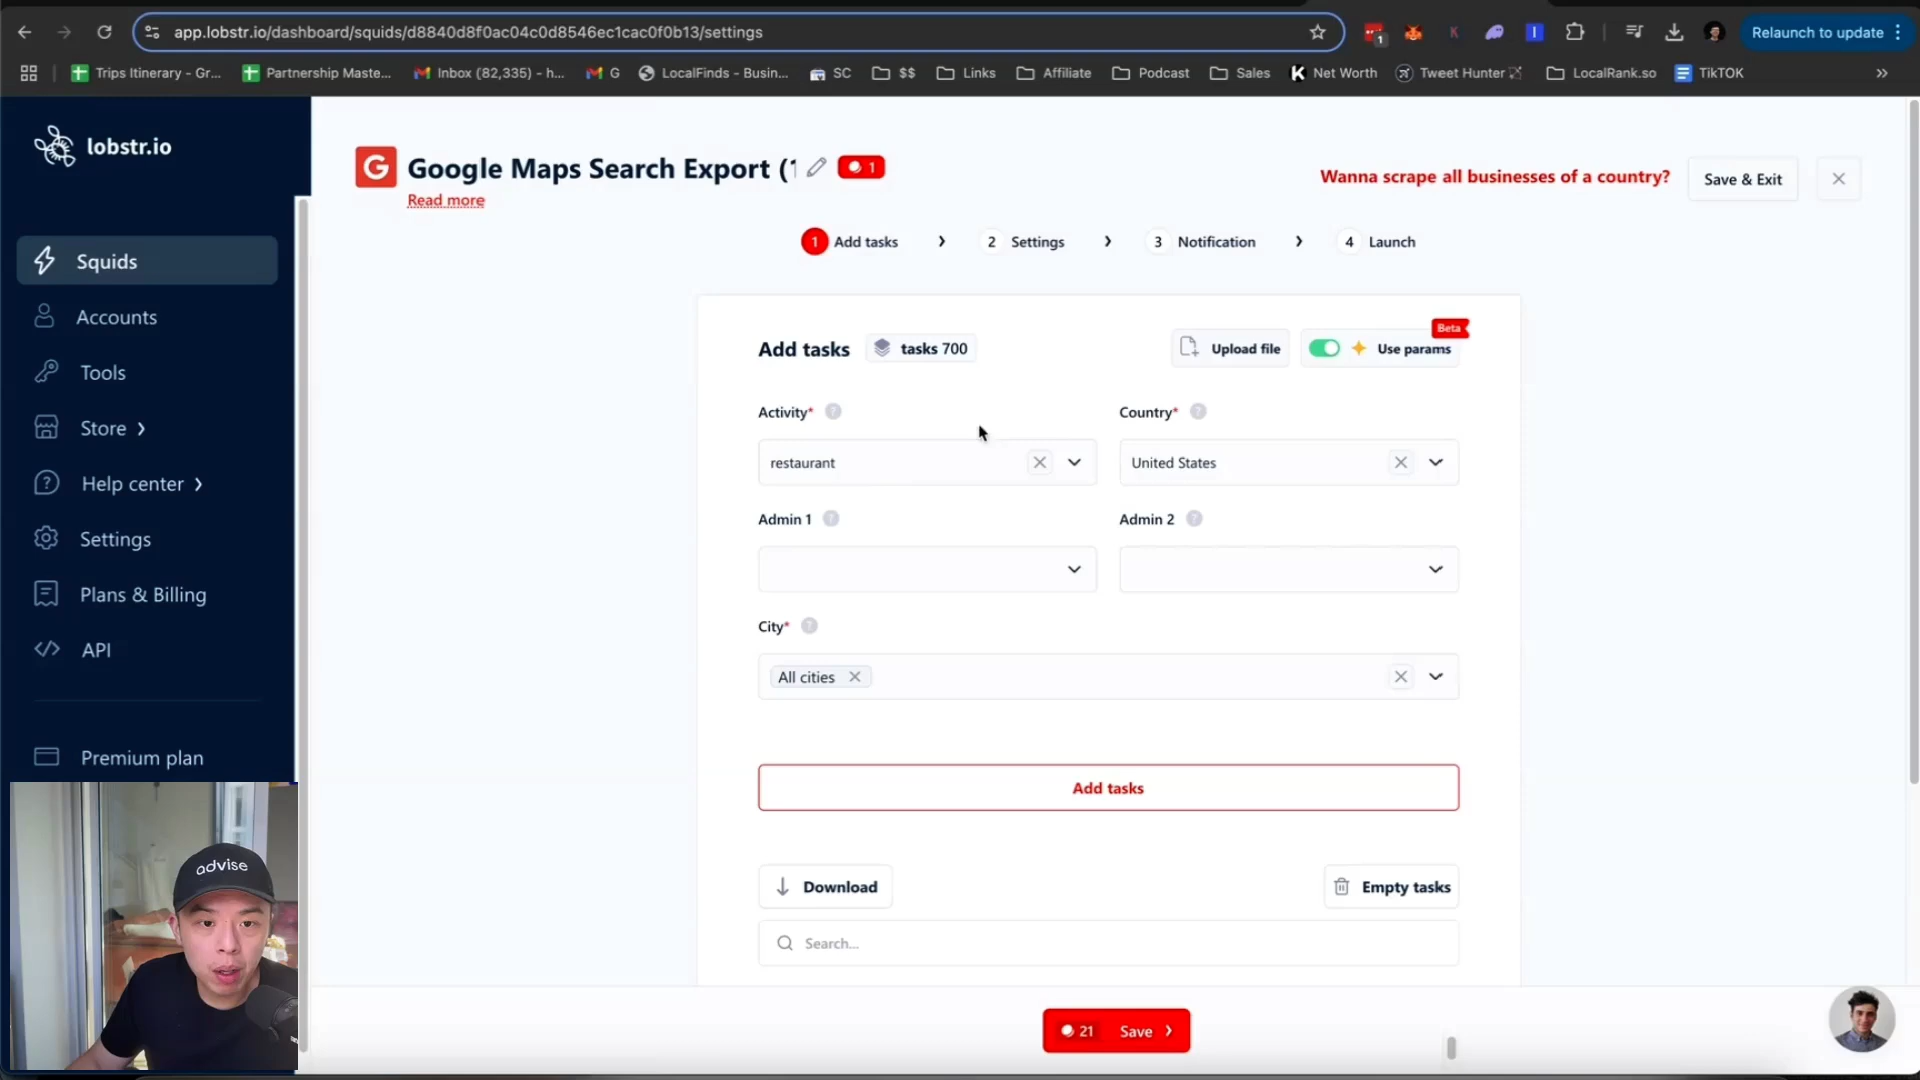 app.lobstr.io/dashboard/squids/d8840d8f0ac04c0d8546ec1cac0f0b13/settings
1
K
I
Relaunch to update
Trips Itinerary - Gr...
Partnership Maste...
Inbox (82,335) - h...
G
LocalFinds - Busin...
SC
$$
Links
Affiliate
Podcast
Sales
Net Worth
Tweet Hunter
LocalRank.so
TikTOK
lobstr.io
Squids
Accounts
Tools
Store
Help center
Settings
Plans & Billing
API
Premium plan
advise
G
Google Maps Search Export (1
1
Read more
Wanna scrape all businesses of a country?
Save & Exit
1 Add tasks
2 Settings
3 Notification
4 Launch
Add tasks
tasks 700
Upload file
Use params
Beta
Activity*
Country*
restaurant
United States
Admin 1
Admin 2
City*
All cities
Add tasks
Download
Empty tasks
Search...
21 Save